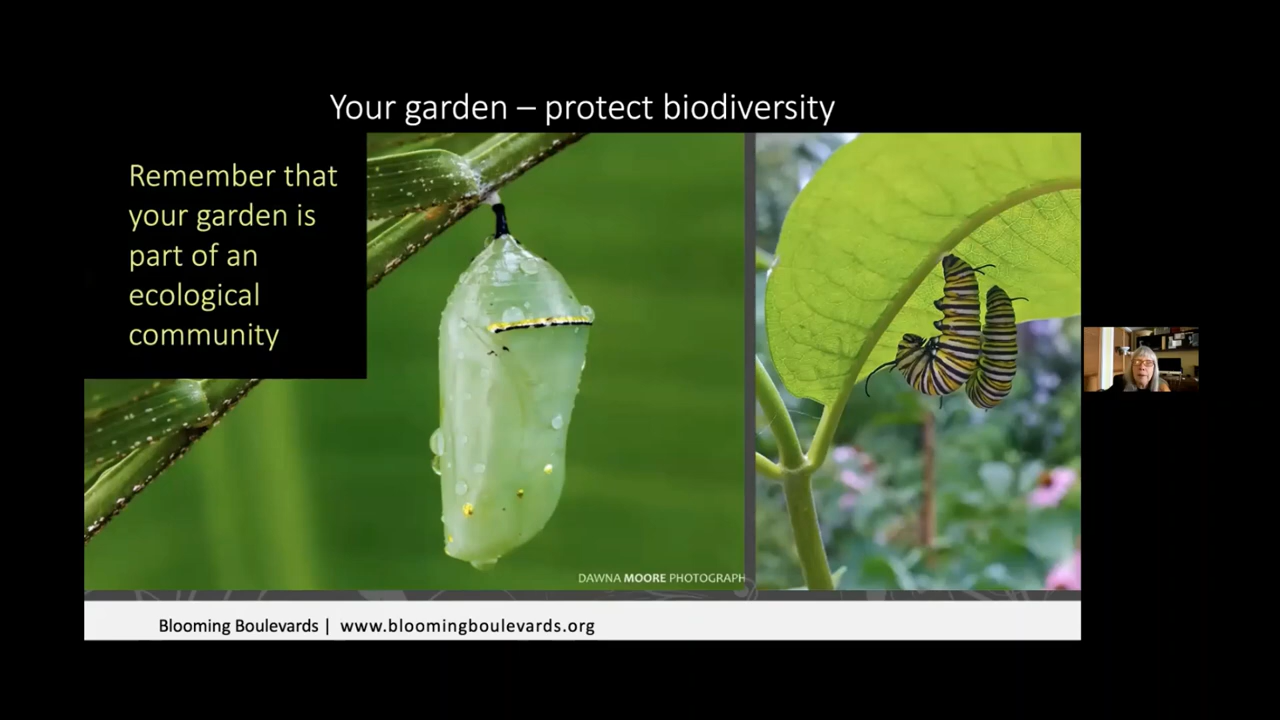 Your garden – protect biodiversity
Remember that
your garden is
part of an
ecological
community
DAWNA MOORE PHOTOGRAPH
Blooming Boulevards | www.bloomingboulevards.org